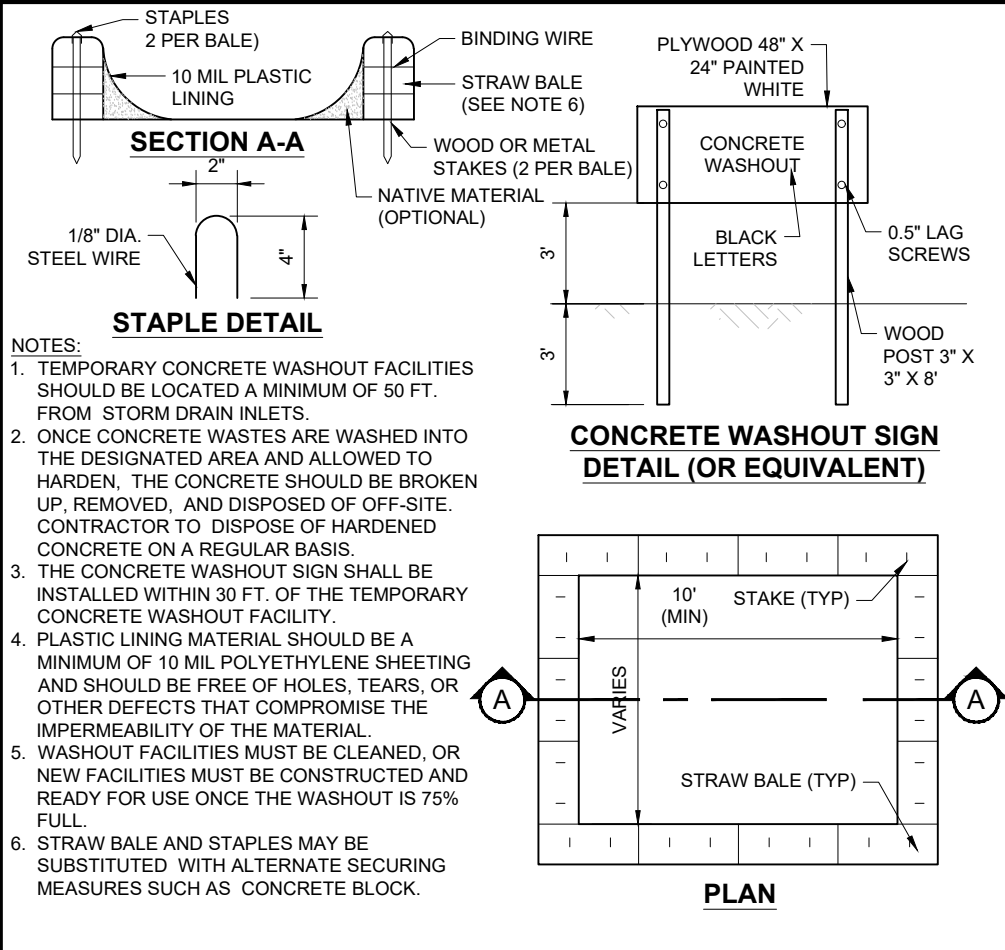 STAPLES
2 PER BALE)
10 MIL PLASTIC
LINING
BINDING WIRE
STRAW BALE
(SEE NOTE 6)
WOOD OR METAL
STAKES (2 PER BALE)
NATIVE MATERIAL
(OPTIONAL)
SECTION A-A
2"
1/8" DIA.
STEEL WIRE
4"
STAPLE DETAIL
PLYWOOD 48" X
24" PAINTED
WHITE
CONCRETE
WASHOUT
BLACK
LETTERS
0.5" LAG
SCREWS
3'
3'
WOOD
POST 3" X
3" X 8'
CONCRETE WASHOUT SIGN
DETAIL (OR EQUIVALENT)
NOTES:
1. TEMPORARY CONCRETE WASHOUT FACILITIES
SHOULD BE LOCATED A MINIMUM OF 50 FT.
FROM STORM DRAIN INLETS.
2. ONCE CONCRETE WASTES ARE WASHED INTO
THE DESIGNATED AREA AND ALLOWED TO
HARDEN, THE CONCRETE SHOULD BE BROKEN
UP, REMOVED, AND DISPOSED OF OFF-SITE.
CONTRACTOR TO DISPOSE OF HARDENED
CONCRETE ON A REGULAR BASIS.
3. THE CONCRETE WASHOUT SIGN SHALL BE
INSTALLED WITHIN 30 FT. OF THE TEMPORARY
CONCRETE WASHOUT FACILITY.
4. PLASTIC LINING MATERIAL SHOULD BE A
MINIMUM OF 10 MIL POLYETHYLENE SHEETING
AND SHOULD BE FREE OF HOLES, TEARS, OR
OTHER DEFECTS THAT COMPROMISE THE
IMPERMEABILITY OF THE MATERIAL.
5. WASHOUT FACILITIES MUST BE CLEANED, OR
NEW FACILITIES MUST BE CONSTRUCTED AND
READY FOR USE ONCE THE WASHOUT IS 75%
FULL.
6. STRAW BALE AND STAPLES MAY BE
SUBSTITUTED WITH ALTERNATE SECURING
MEASURES SUCH AS CONCRETE BLOCK.
10'
(MIN)
STAKE (TYP)
VARIES
A
A
STRAW BALE (TYP)
PLAN